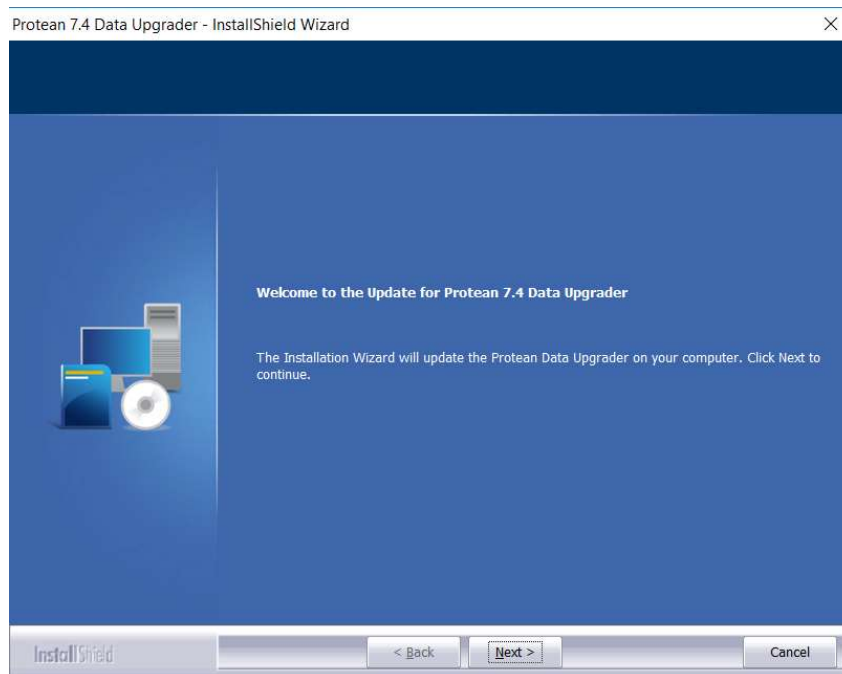 Protean 7.4 Data Upgrader - InstallShield Wizard
Welcome to the Update for Protean 7.4 Data Upgrader
The Installation Wizard will update the Protean Data Upgrader on your computer. Click Next to
continue.
InstallShield
< Back
Next >
Cancel